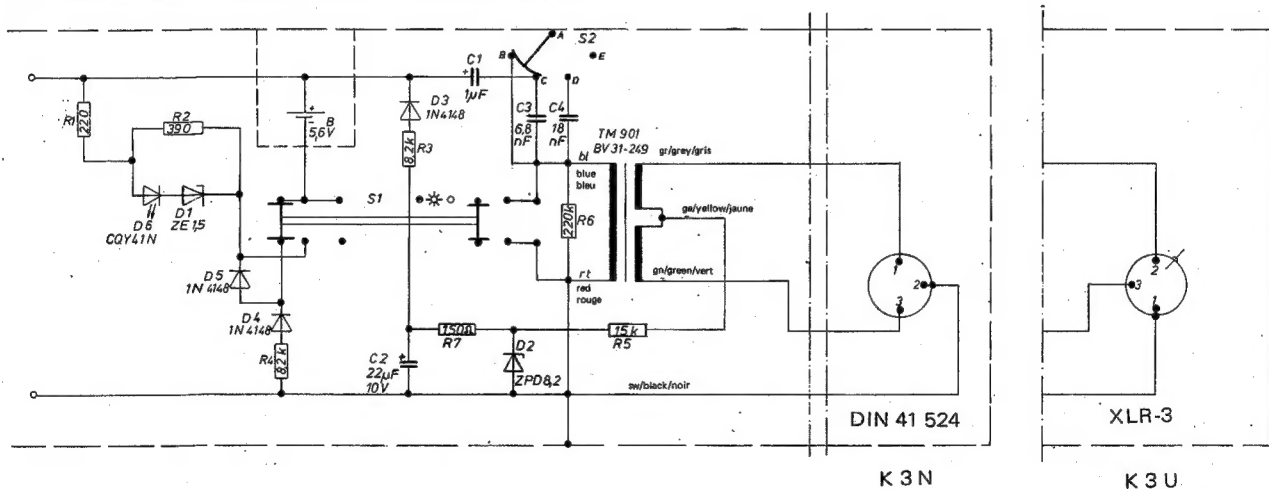 A
S2
B
E
C
D
C1
+
1µF
R1
220
R2
390
+
-
B
5,6V
D3
1N4148
8,2k
R3
C3
6,8
nF
C4
18
nF
TM 901
BV 31-249
bl
blue
bleu
gr/grey/gris
ge/yellow/jaune
gn/green/vert
S1
D6
CQY41N
D1
ZE1,5
220k
R6
rt
red
rouge
D5
1N 4148
D4
1N4148
R4
8,2k
150Ω
R7
15k
R5
C2
22µF
10V
+
D2
ZPD8,2
sw/black/noir
1
2
3
2
3
1
DIN 41 524
XLR-3
K 3 N
K 3 U